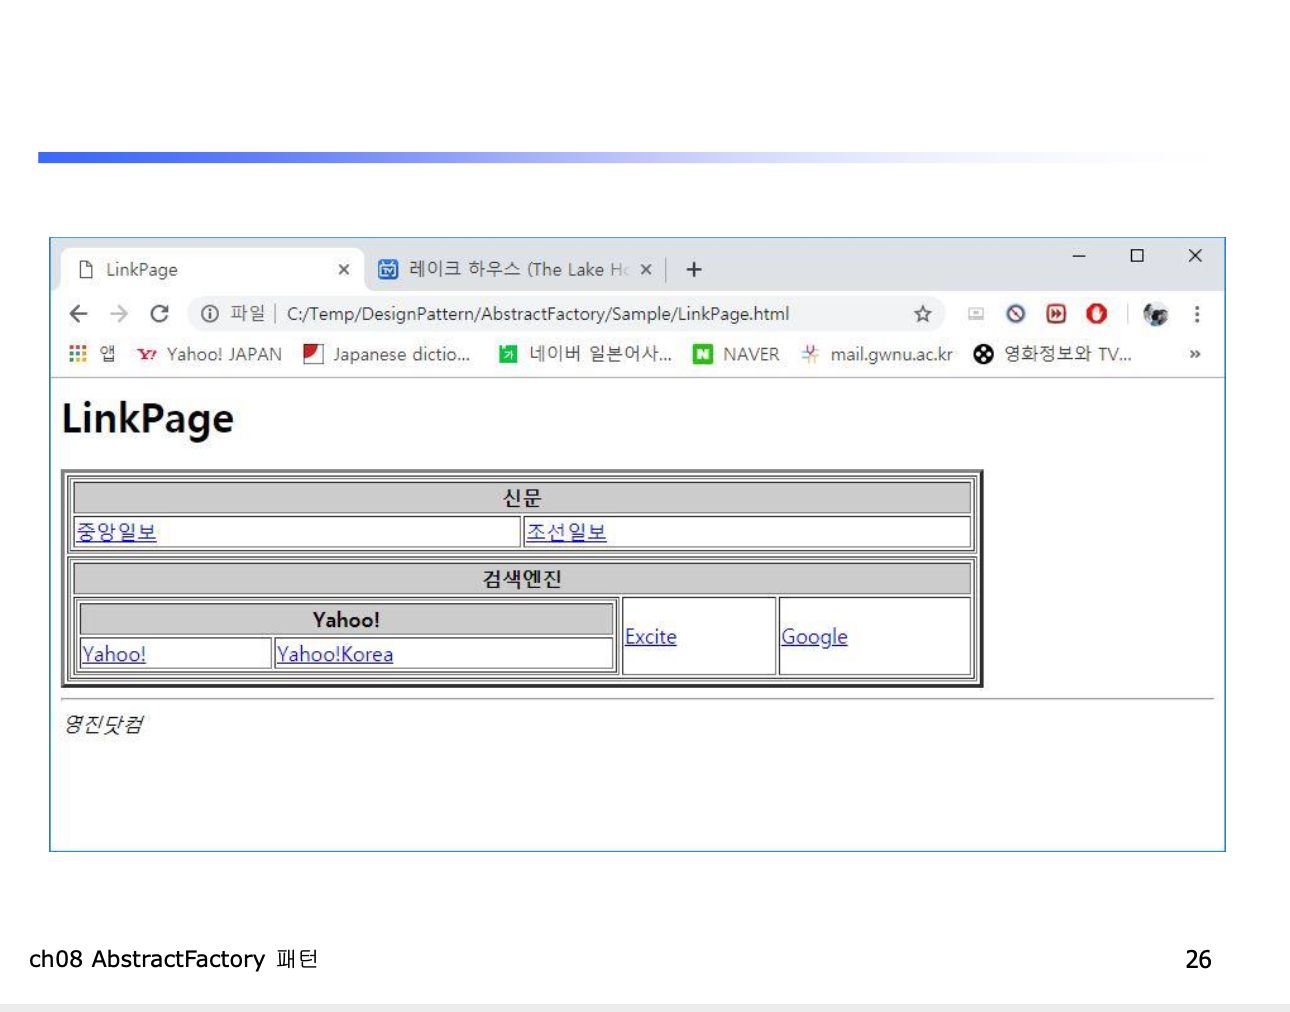 LinkPage
레이크 하우스 (The Lake Ho
파일 C:/Temp/DesignPattern/AbstractFactory/Sample/LinkPage.html
앱 Yahoo! JAPAN Japanese dictio... 네이버 일본어사... NAVER mail.gwnu.ac.kr 영화정보와 TV... »
LinkPage
신문
중앙일보 조선일보
검색엔진
Yahoo!
Excite Google
Yahoo! Yahoo!Korea
영진닷컴
ch08 AbstractFactory 패턴 26